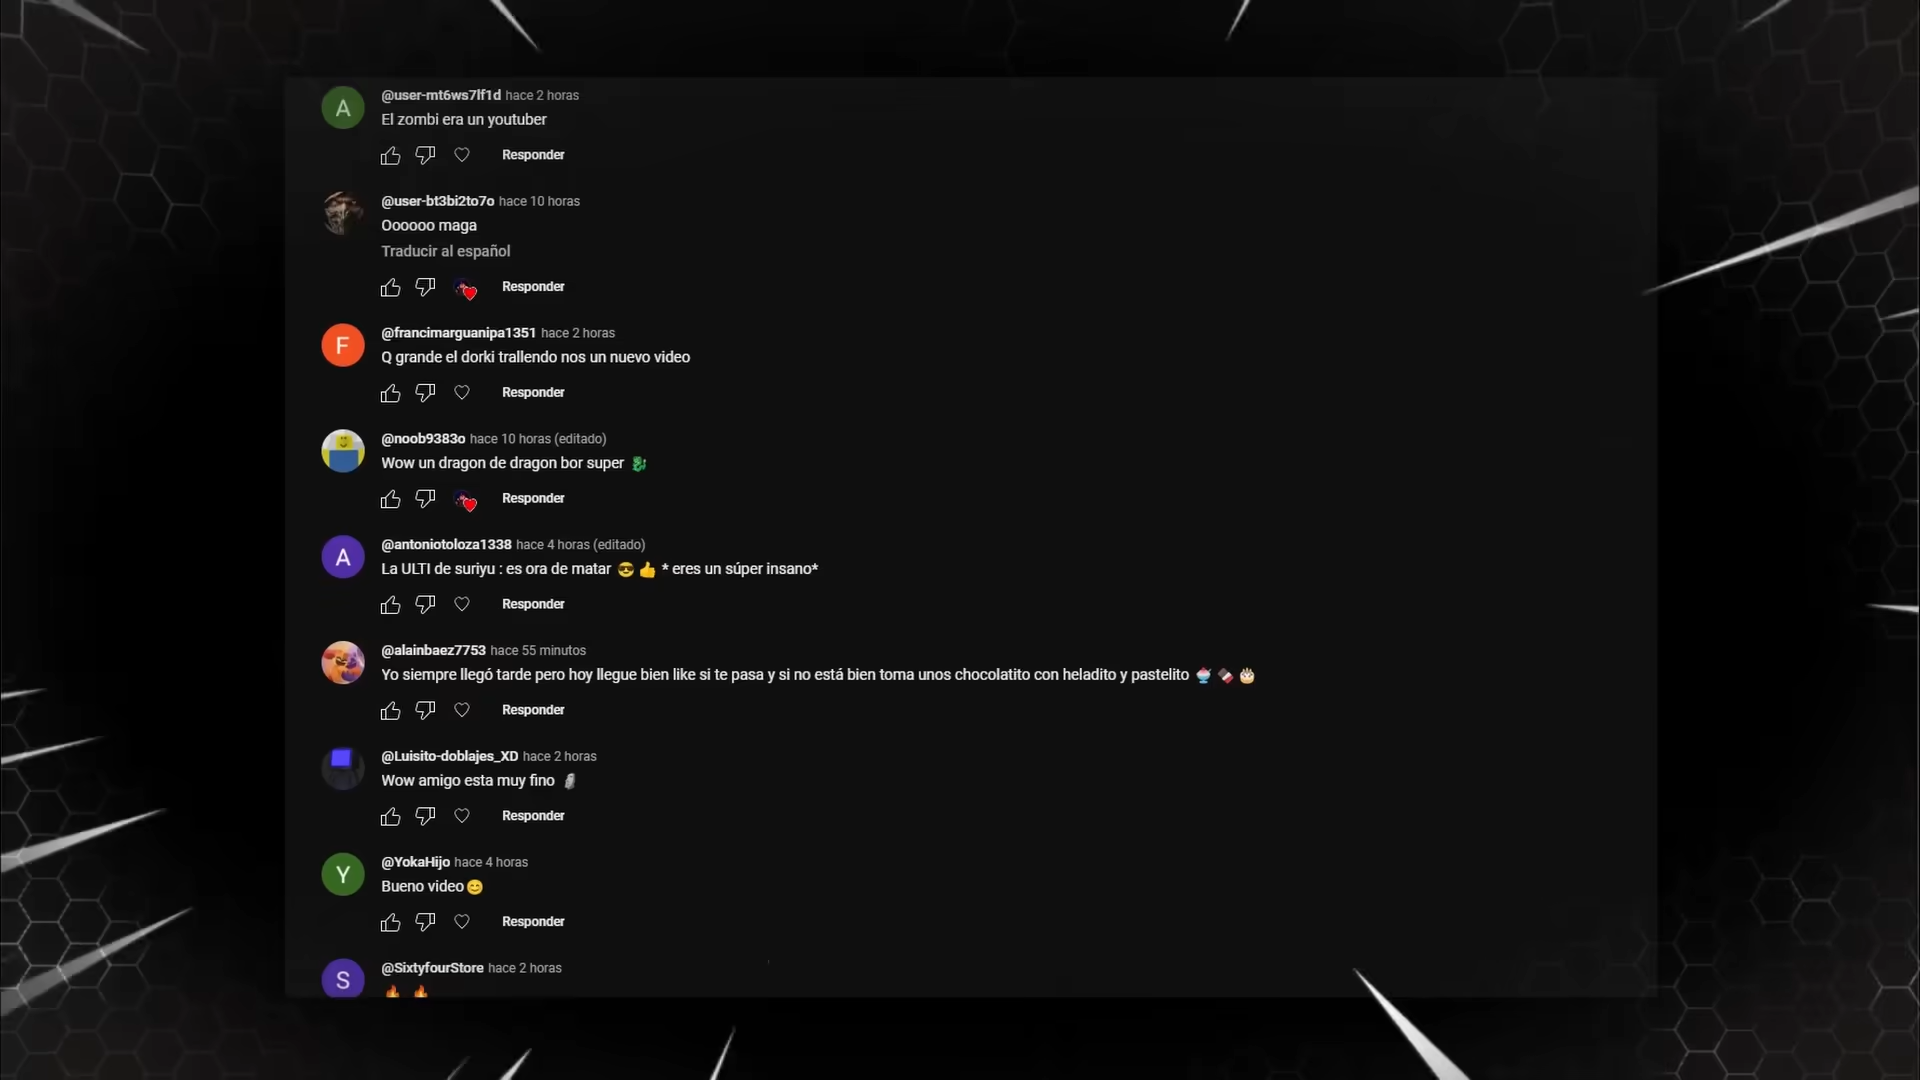 A
@user-mt6ws7lf1d hace 2 horas
El zombi era un youtuber
Responder
@user-bt3bi2to7o hace 10 horas
Oooooo maga
Traducir al español
Responder
F
@francimarguanipa1351 hace 2 horas
Q grande el dorki trallendo nos un nuevo video
Responder
@noob9383o hace 10 horas (editado)
Wow un dragon de dragon bor super 🐉
Responder
A
@antoniotoloza1338 hace 4 horas (editado)
La ULTI de suriyu : es ora de matar 😎 👍 * eres un súper insano*
Responder
@alainbaez7753 hace 55 minutos
Yo siempre llegó tarde pero hoy llegue bien like si te pasa y si no está bien toma unos chocolatito con heladito y pastelito 🍨 🍫 🎂
Responder
@Luisito-doblajes_XD hace 2 horas
Wow amigo esta muy fino 🗿
Responder
Y
@YokaHijo hace 4 horas
Bueno video😊
Responder
S
@SixtyfourStore hace 2 horas
🔥 🔥